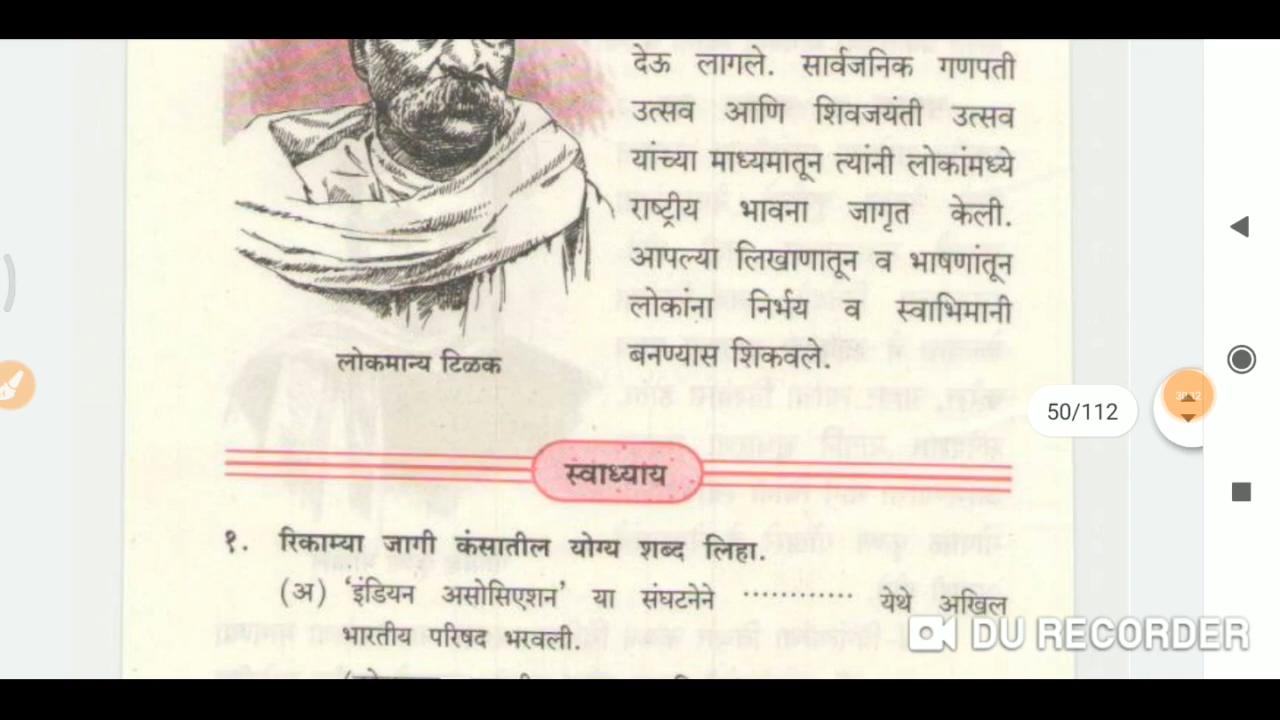 देऊ लागले. सार्वजनिक गणपती
उत्सव आणि शिवजयंती उत्सव
यांच्या माध्यमातून त्यांनी लोकांमध्ये
राष्ट्रीय भावना जागृत केली.
आपल्या लिखाणातून व भाषणांतून
लोकांना निर्भय व स्वाभिमानी
बनण्यास शिकवले.
लोकमान्य टिळक
50/112
स्वाध्याय
१. रिकाम्या जागी कंसातील योग्य शब्द लिहा.
(अ) 'इंडियन असोसिएशन' या संघटनेने ············ येथे अखिल
भारतीय परिषद भरवली.
DU RECORDER